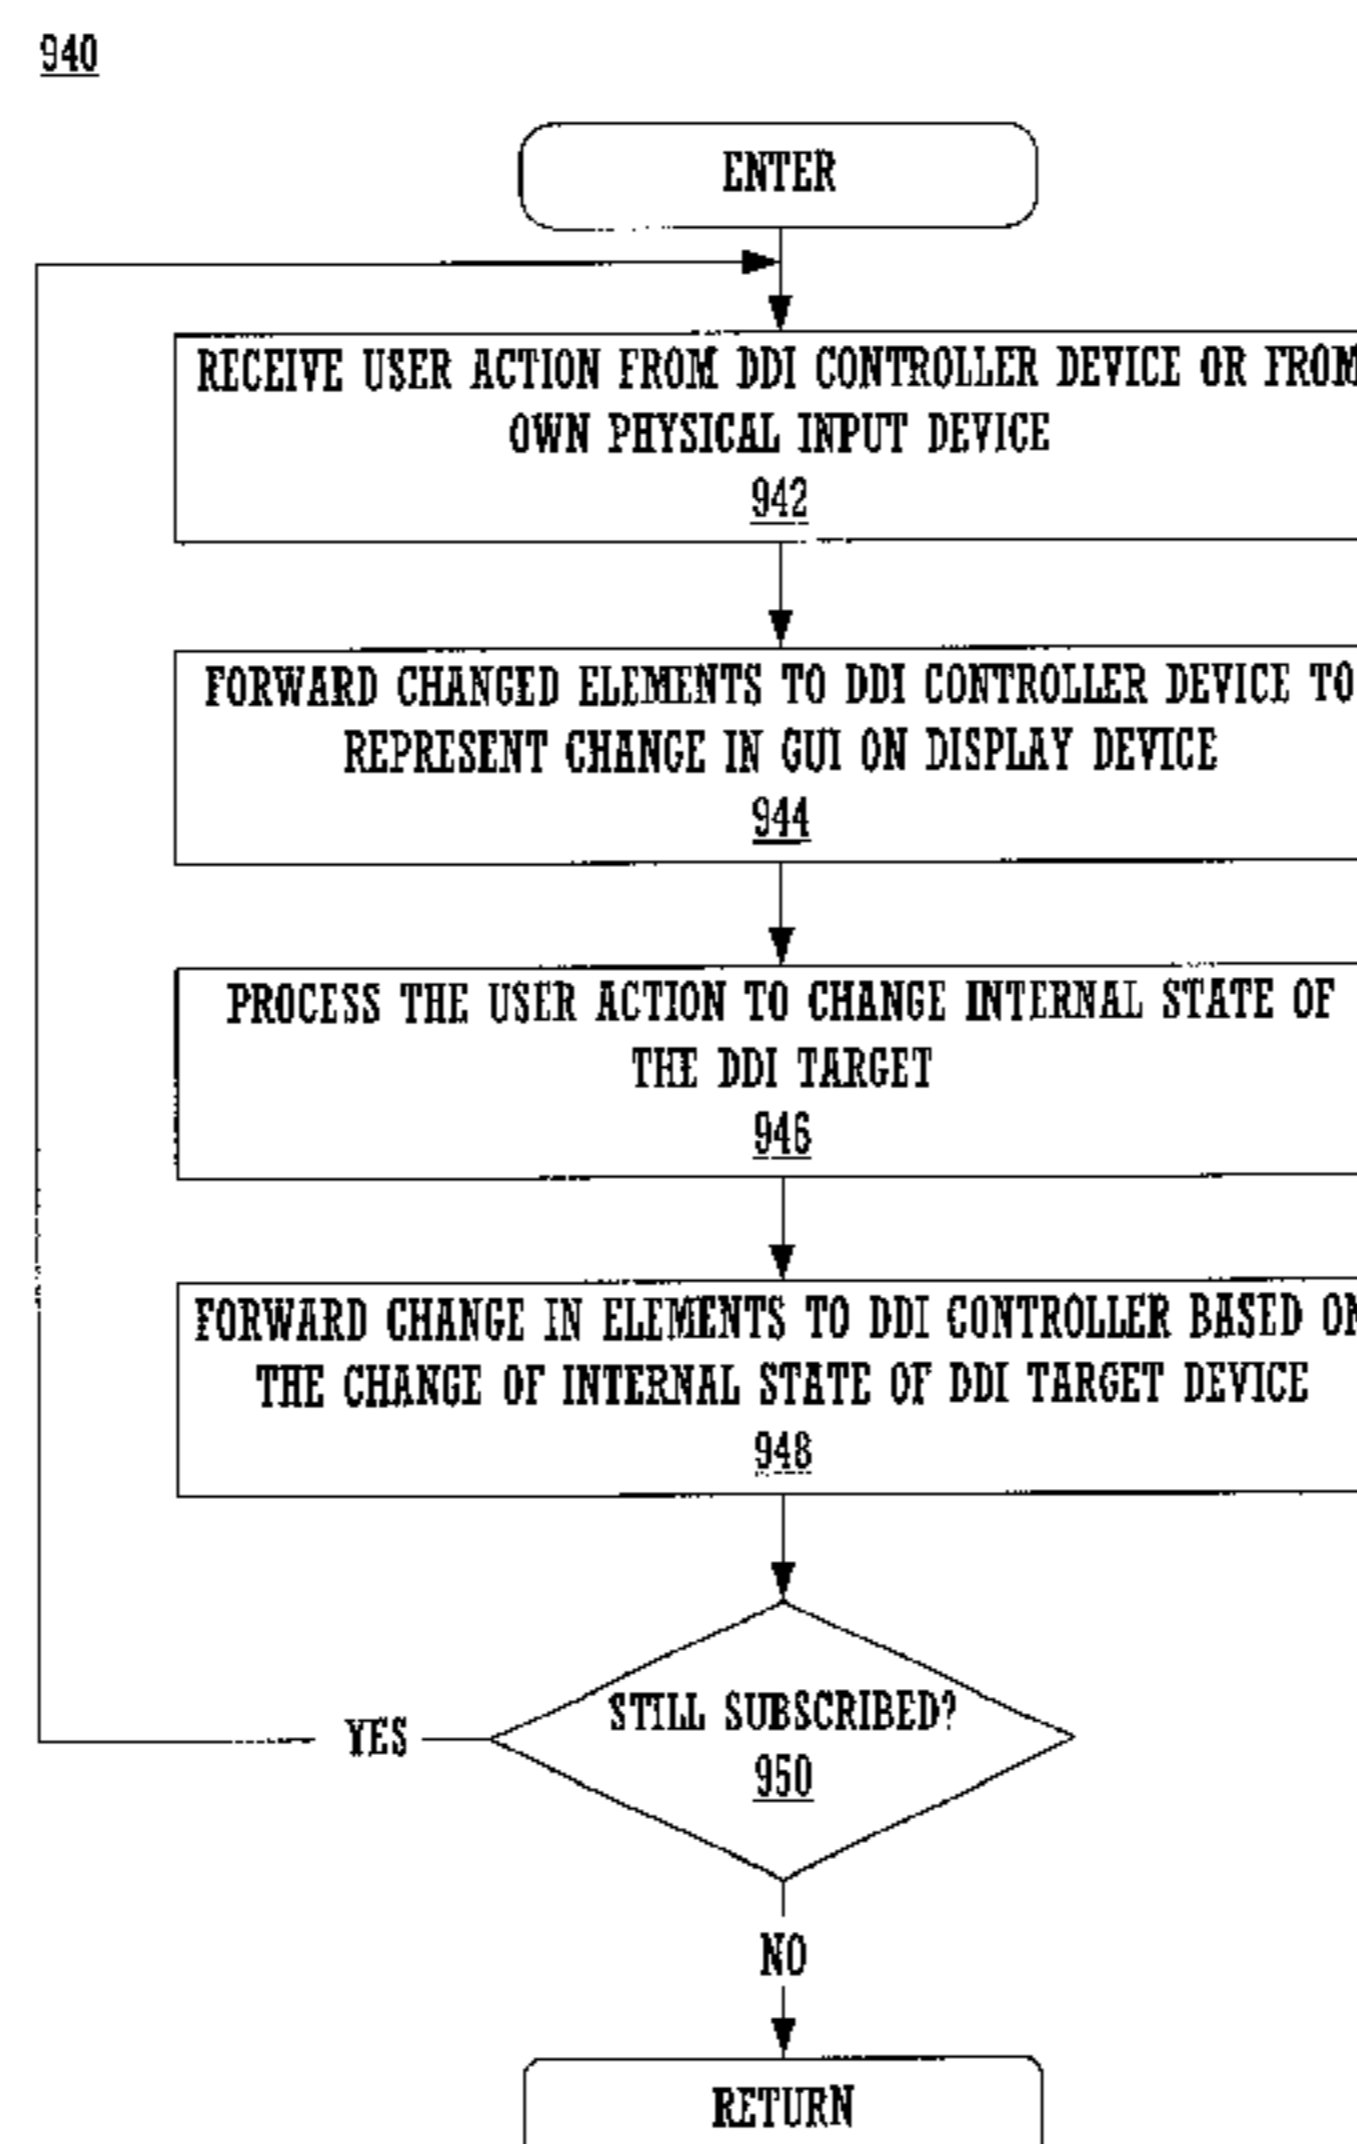 940
ENTER
RECEIVE USER ACTION FROM DDI CONTROLLER DEVICE OR FROM
OWN PHYSICAL INPUT DEVICE
942
FORWARD CHANGED ELEMENTS TO DDI CONTROLLER DEVICE TO
REPRESENT CHANGE IN GUI ON DISPLAY DEVICE
944
PROCESS THE USER ACTION TO CHANGE INTERNAL STATE OF
THE DDI TARGET
946
FORWARD CHANGE IN ELEMENTS TO DDI CONTROLLER BASED ON
THE CHANGE OF INTERNAL STATE OF DDI TARGET DEVICE
948
STILL SUBSCRIBED?
950
YES
NO
RETURN